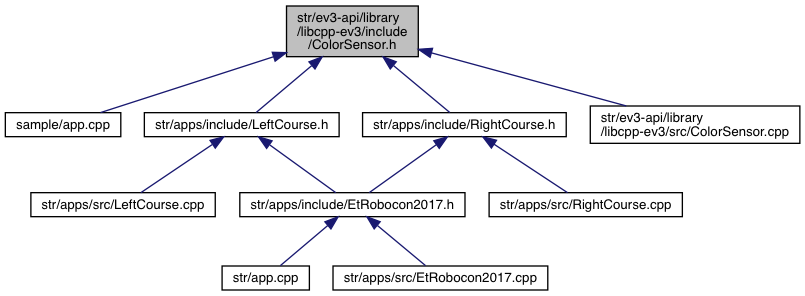 str/ev3-api/library
/libcpp-ev3/include
/ColorSensor.h
sample/app.cpp
str/apps/include/LeftCourse.h
str/apps/include/RightCourse.h
str/ev3-api/library
/libcpp-ev3/src/ColorSensor.cpp
str/apps/src/LeftCourse.cpp
str/apps/include/EtRobocon2017.h
str/apps/src/RightCourse.cpp
str/app.cpp
str/apps/src/EtRobocon2017.cpp